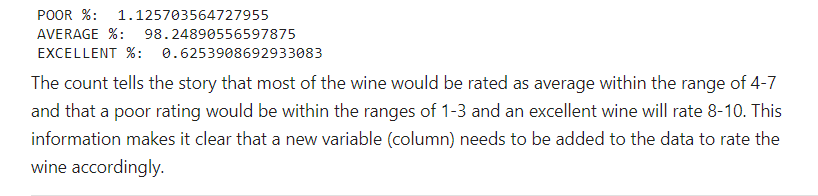 POOR %:  1.125703564727955
AVERAGE %:  98.24890556597875
EXCELLENT %:  0.6253908692933083
The count tells the story that most of the wine would be rated as average within the range of 4-7
and that a poor rating would be within the ranges of 1-3 and an excellent wine will rate 8-10. This
information makes it clear that a new variable (column) needs to be added to the data to rate the
wine accordingly.